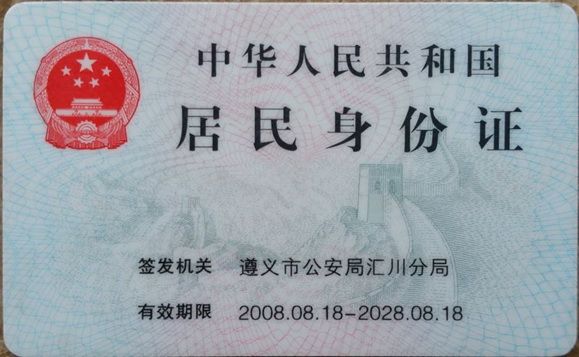 中华人民共和国
居民身份证
签发机关 遵义市公安局汇川分局
有效期限 2008.08.18-2028.08.18